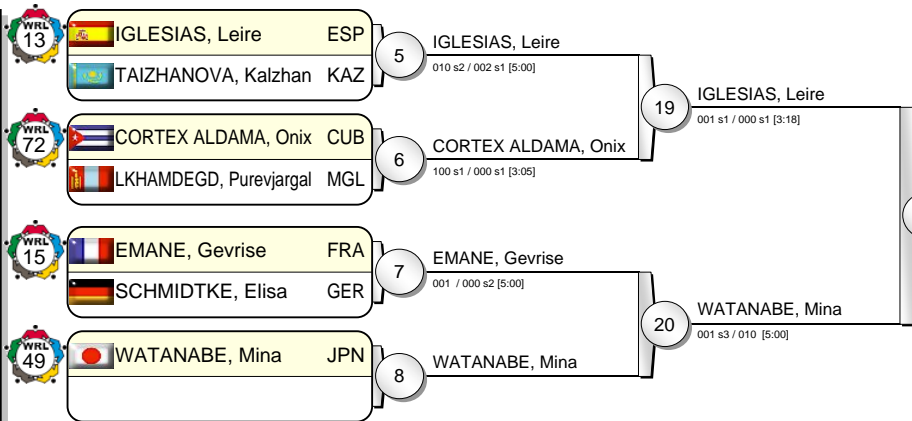 WRL 13
IGLESIAS, Leire ESP
TAIZHANOVA, Kalzhan KAZ
5
IGLESIAS, Leire
010 s2 / 002 s1 [5:00]
19
IGLESIAS, Leire
001 s1 / 000 s1 [3:18]
WRL 72
CORTEX ALDAMA, Onix CUB
LKHAMDEGD, Purevjargal MGL
6
CORTEX ALDAMA, Onix
100 s1 / 000 s1 [3:05]
WRL 15
EMANE, Gevrise FRA
SCHMIDTKE, Elisa GER
7
EMANE, Gevrise
001 / 000 s2 [5:00]
20
WATANABE, Mina
001 s3 / 010 [5:00]
WRL 49
WATANABE, Mina JPN
8
WATANABE, Mina